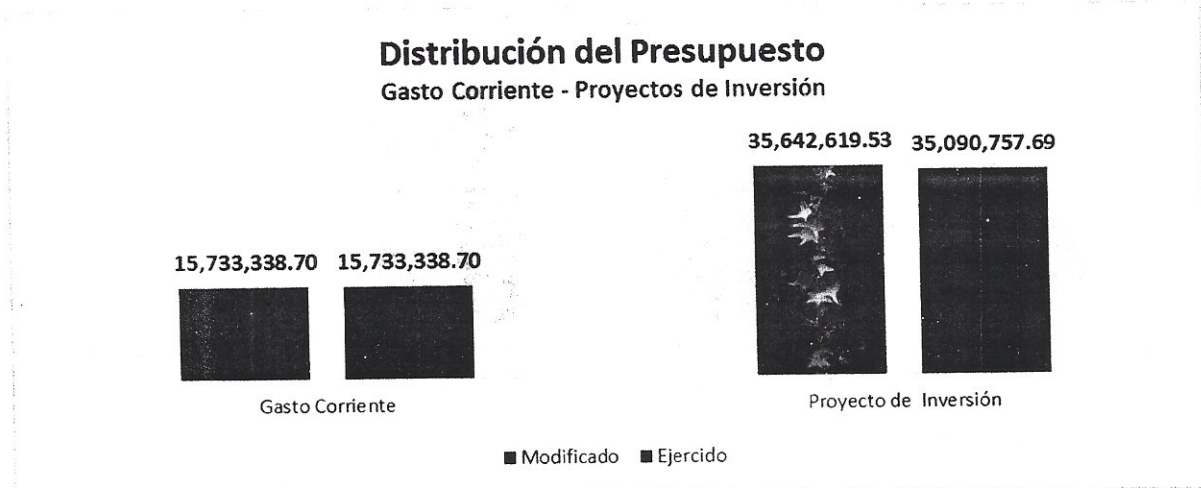 Distribución del Presupuesto
Gasto Corriente - Proyectos de Inversión
35,642,619.53 35,090,757.69
15,733,338.70 15,733,338.70
Gasto Corriente
Proyecto de Inversión
Modificado Ejercido